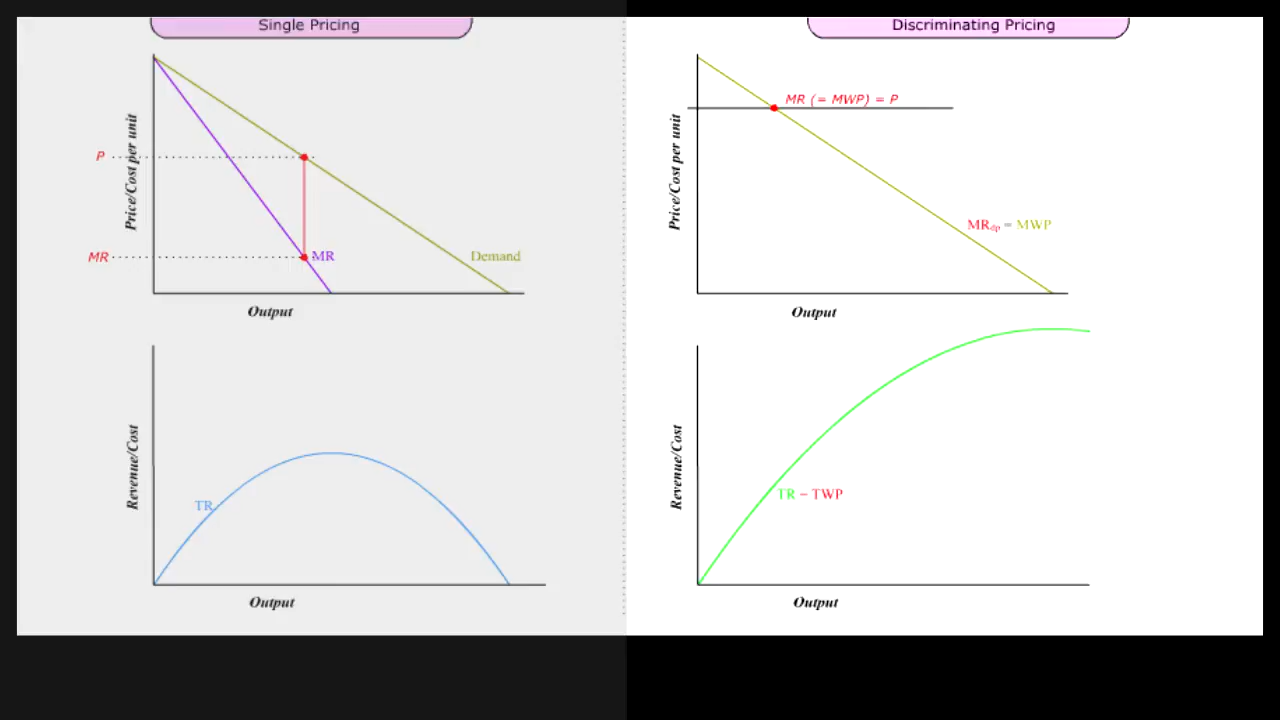 Single Pricing
Price/Cost per unit
P
MR
MR
Demand
Output
Revenue/Cost
TR
Output
Discriminating Pricing
Price/Cost per unit
MR (= MWP) = P
MRdp = MWP
Output
Revenue/Cost
TR = TWP
Output